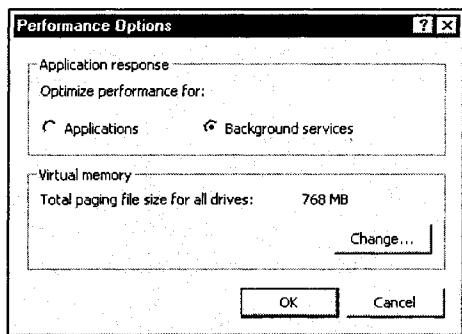 Performance Options ? ×
Application response
Optimize performance for:
Applications Background services
Virtual memory
Total paging file size for all drives: 768 MB
Change...
OK Cancel